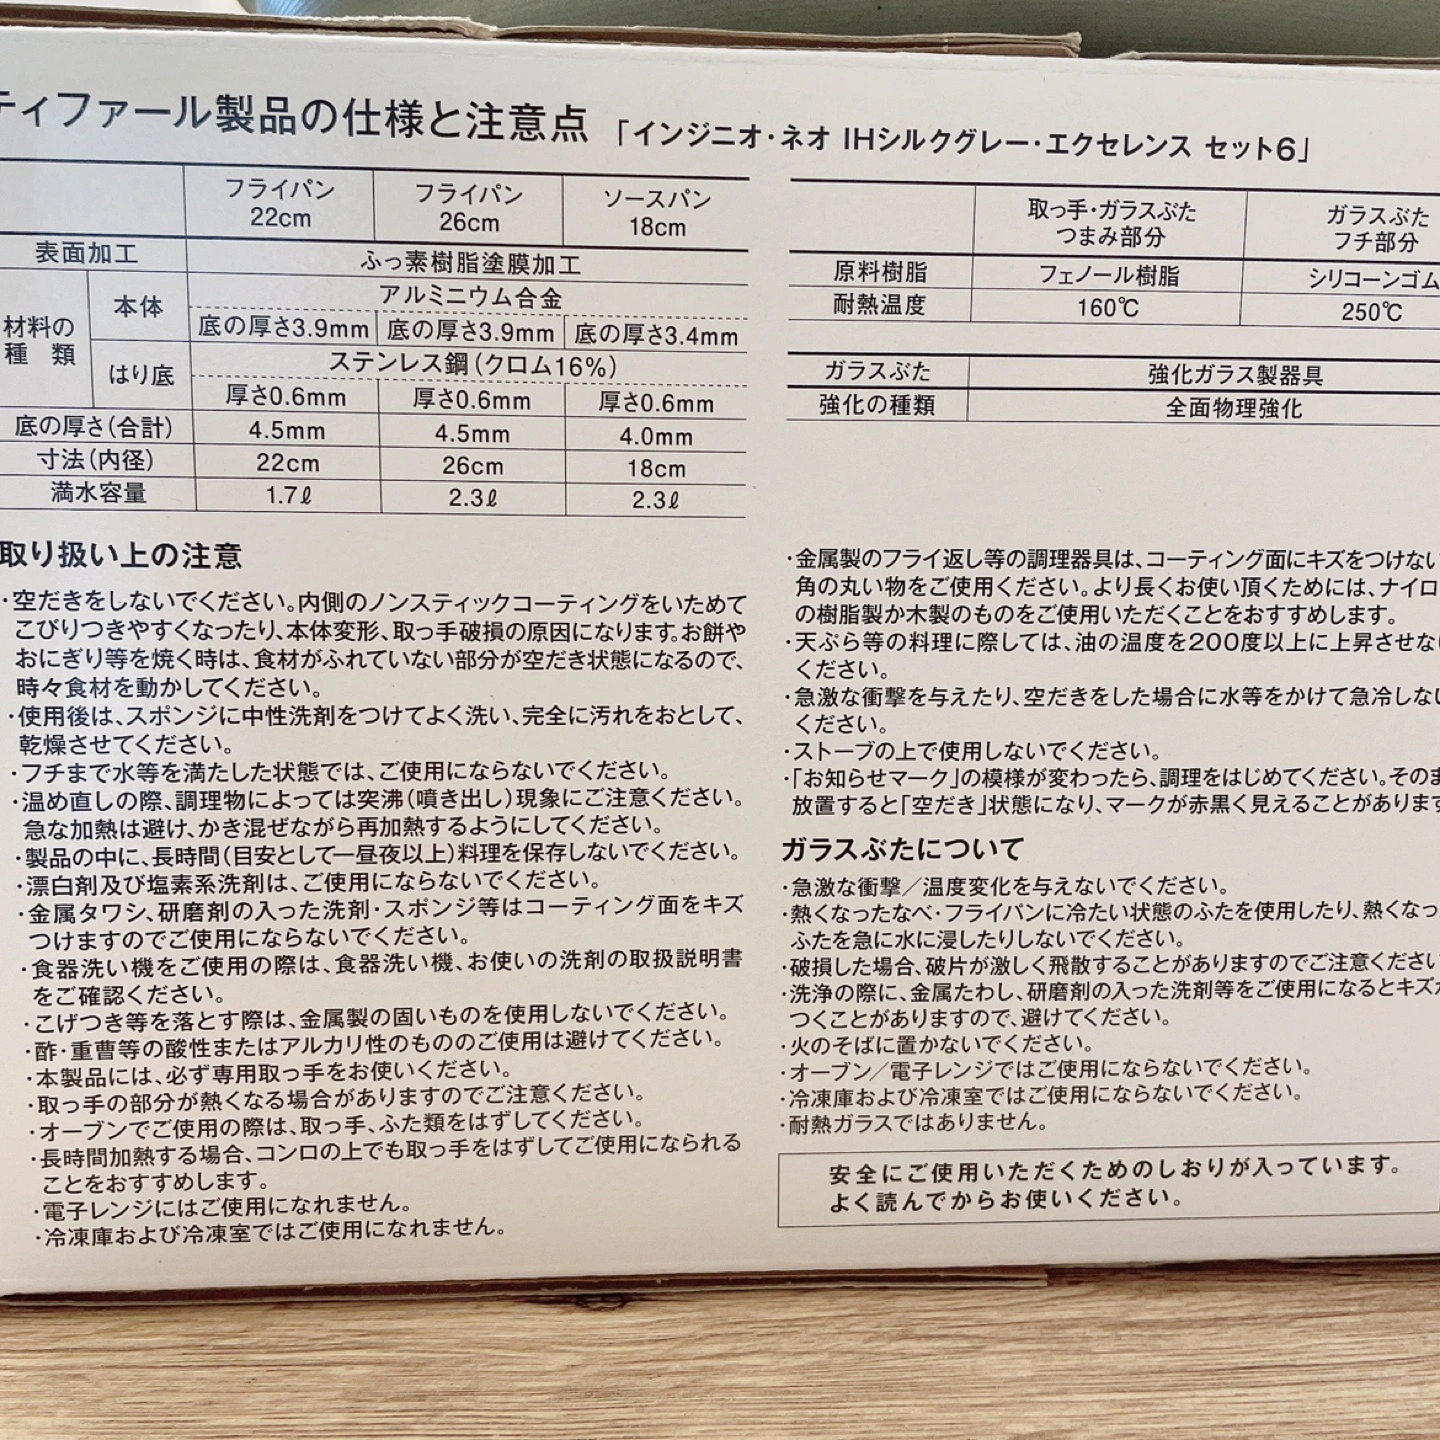 ティファール製品の仕様と注意点 「インジニオ・ネオ IHシルクグレー・エクセレンス セット6」
フライパン 22cm フライパン 26cm ソースパン 18cm
表面加工 ふっ素樹脂塗膜加工
材料の種類 本体 アルミニウム合金
底の厚さ3.9mm 底の厚さ3.9mm 底の厚さ3.4mm
はり底 ステンレス鋼(クロム16%)
厚さ0.6mm 厚さ0.6mm 厚さ0.6mm
底の厚さ(合計) 4.5mm 4.5mm 4.0mm
寸法(内径) 22cm 26cm 18cm
満水容量 1.7ℓ 2.3ℓ 2.3ℓ
取っ手・ガラスぶた つまみ部分 ガラスぶた フチ部分
原料樹脂 フェノール樹脂 シリコーンゴム
耐熱温度 160℃ 250℃
ガラスぶた 強化ガラス製器具
強化の種類 全面物理強化
取り扱い上の注意
・空だきをしないでください。内側のノンスティックコーティングをいためて
こびりつきやすくなったり、本体変形、取っ手破損の原因になります。お餅や
おにぎり等を焼く時は、食材がふれていない部分が空だき状態になるので、
時々食材を動かしてください。
・使用後は、スポンジに中性洗剤をつけてよく洗い、完全に汚れをおとして、
乾燥させてください。
・フチまで水等を満たした状態では、ご使用にならないでください。
・温め直しの際、調理物によっては突沸(噴き出し)現象にご注意ください。
急な加熱は避け、かき混ぜながら再加熱するようにしてください。
・製品の中に、長時間(目安として一昼夜以上)料理を保存しないでください。
・漂白剤及び塩素系洗剤は、ご使用にならないでください。
・金属タワシ、研磨剤の入った洗剤・スポンジ等はコーティング面をキズ
つけますのでご使用にならないでください。
・食器洗い機をご使用の際は、食器洗い機、お使いの洗剤の取扱説明書
をご確認ください。
・こげつき等を落とす際は、金属製の固いものを使用しないでください。
・酢・重曹等の酸性またはアルカリ性のもののご使用は避けてください。
・本製品には、必ず専用取っ手をお使いください。
・取っ手の部分が熱くなる場合がありますのでご注意ください。
・オーブンでご使用の際は、取っ手、ふた類をはずしてください。
・長時間加熱する場合、コンロの上でも取っ手をはずしてご使用になられる
ことをおすすめします。
・電子レンジにはご使用になれません。
・冷凍庫および冷凍室ではご使用になれません。
・金属製のフライ返し等の調理器具は、コーティング面にキズをつけない
角の丸い物をご使用ください。より長くお使い頂くためには、ナイロ
の樹脂製か木製のものをご使用いただくことをおすすめします。
・天ぷら等の料理に際しては、油の温度を200度以上に上昇させな
ください。
・急激な衝撃を与えたり、空だきをした場合に水等をかけて急冷しな
ください。
・ストーブの上で使用しないでください。
・「お知らせマーク」の模様が変わったら、調理をはじめてください。そのま
放置すると「空だき」状態になり、マークが赤黒く見えることがあります
ガラスぶたについて
・急激な衝撃／温度変化を与えないでください。
・熱くなったなべ・フライパンに冷たい状態のふたを使用したり、熱くなっ
ふたを急に水に浸したりしないでください。
・破損した場合、破片が激しく飛散することがありますのでご注意ください
・洗浄の際に、金属たわし、研磨剤の入った洗剤等をご使用になるとキズが
つくことがありますので、避けてください。
・火のそばに置かないでください。
・オーブン／電子レンジではご使用にならないでください。
・冷凍庫および冷凍室ではご使用にならないでください。
・耐熱ガラスではありません。
安全にご使用いただくためのしおりが入っています。
よく読んでからお使いください。